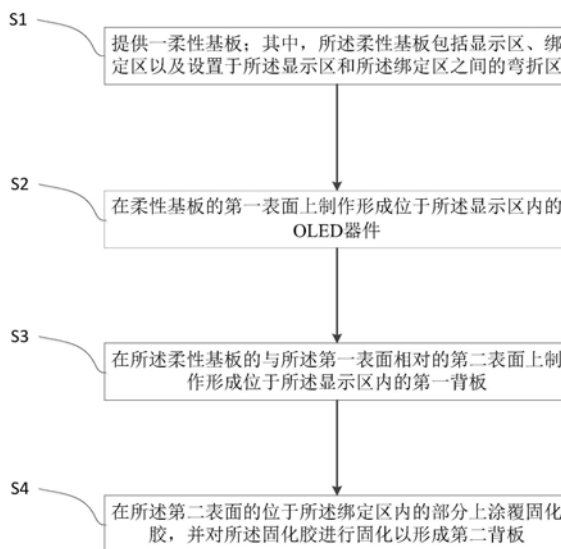 S1
提供一柔性基板；其中，所述柔性基板包括显示区、绑
定区以及设置于所述显示区和所述绑定区之间的弯折区
S2
在柔性基板的第一表面上制作形成位于所述显示区内的
OLED器件
S3
在所述柔性基板的与所述第一表面相对的第二表面上制
作形成位于所述显示区内的第一背板
S4
在所述第二表面的位于所述绑定区内的部分上涂覆固化
胶，并对所述固化胶进行固化以形成第二背板